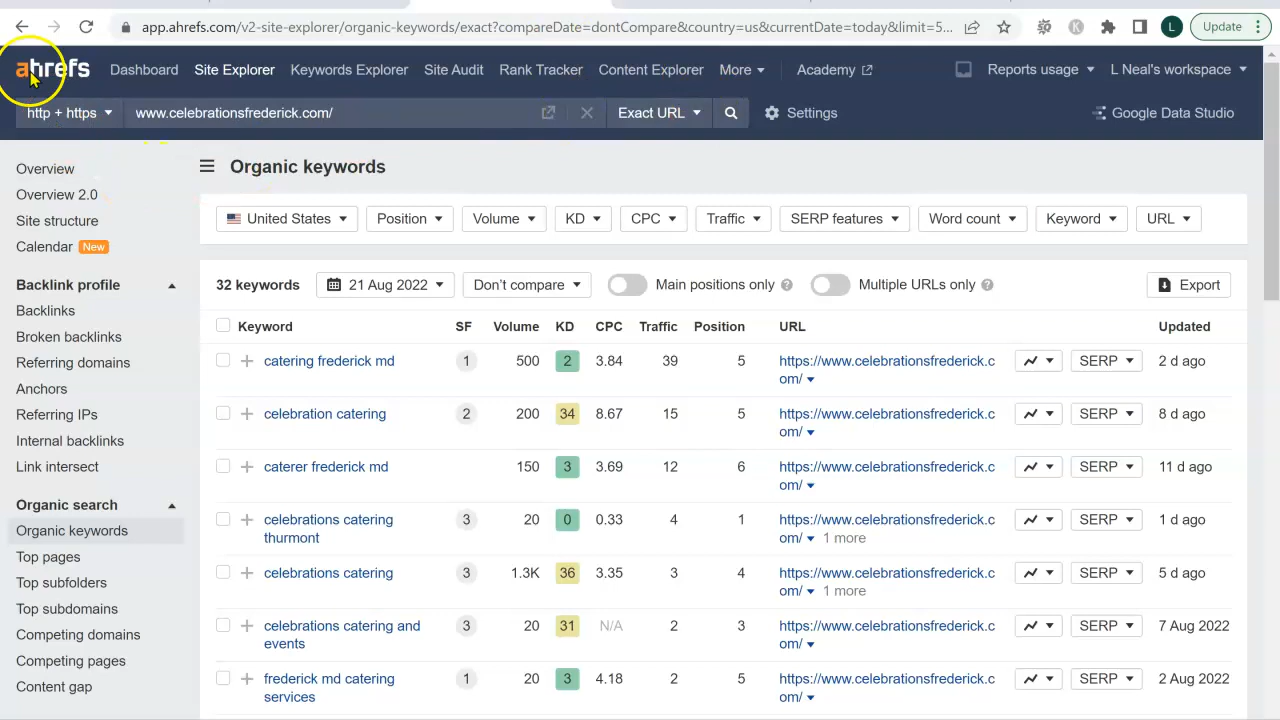 app.ahrefs.com/v2-site-explorer/organic-keywords/exact?compareDate=dontCompare&country=us&currentDate=today&limit=5...
K
L
Update
ahrefs
Dashboard
Site Explorer
Keywords Explorer
Site Audit
Rank Tracker
Content Explorer
More
Academy
Reports usage
L Neal's workspace
http + https
www.celebrationsfrederick.com/
Exact URL
Settings
Google Data Studio
Overview
Overview 2.0
Site structure
Calendar New
Backlink profile
Backlinks
Broken backlinks
Referring domains
Anchors
Referring IPs
Internal backlinks
Link intersect
Organic search
Organic keywords
Top pages
Top subfolders
Top subdomains
Competing domains
Competing pages
Content gap
Organic keywords
United States
Position
Volume
KD
CPC
Traffic
SERP features
Word count
Keyword
URL
32 keywords
21 Aug 2022
Don't compare
Main positions only ?
Multiple URLs only ?
Export
Keyword SF Volume KD CPC Traffic Position URL Updated
catering frederick md 1 500 2 3.84 39 5 https://www.celebrationsfrederick.c SERP 2 d ago
om/
celebration catering 2 200 34 8.67 15 5 https://www.celebrationsfrederick.c SERP 8 d ago
om/
caterer frederick md 150 3 3.69 12 6 https://www.celebrationsfrederick.c SERP 11 d ago
om/
celebrations catering 3 20 0 0.33 4 1 https://www.celebrationsfrederick.c SERP 1 d ago
thurmont om/ 1 more
celebrations catering 3 1.3K 36 3.35 3 4 https://www.celebrationsfrederick.c SERP 5 d ago
om/ 1 more
celebrations catering and 3 20 31 N/A 2 3 https://www.celebrationsfrederick.c SERP 7 Aug 2022
events om/
frederick md catering 1 20 3 4.18 2 5 https://www.celebrationsfrederick.c SERP 2 Aug 2022
services om/